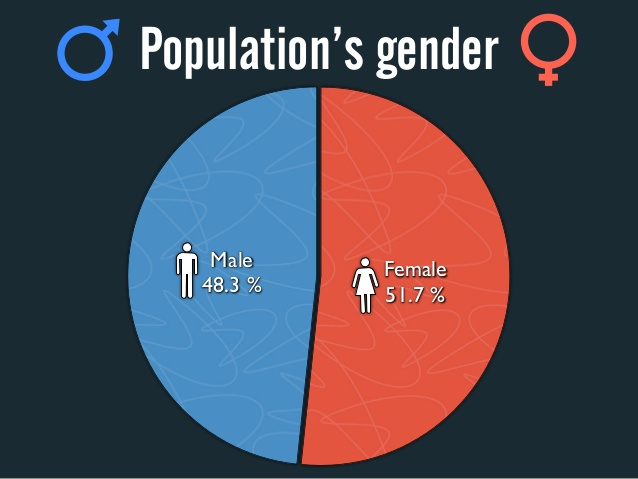 Population's gender
Male
48.3 %
Female
51.7 %